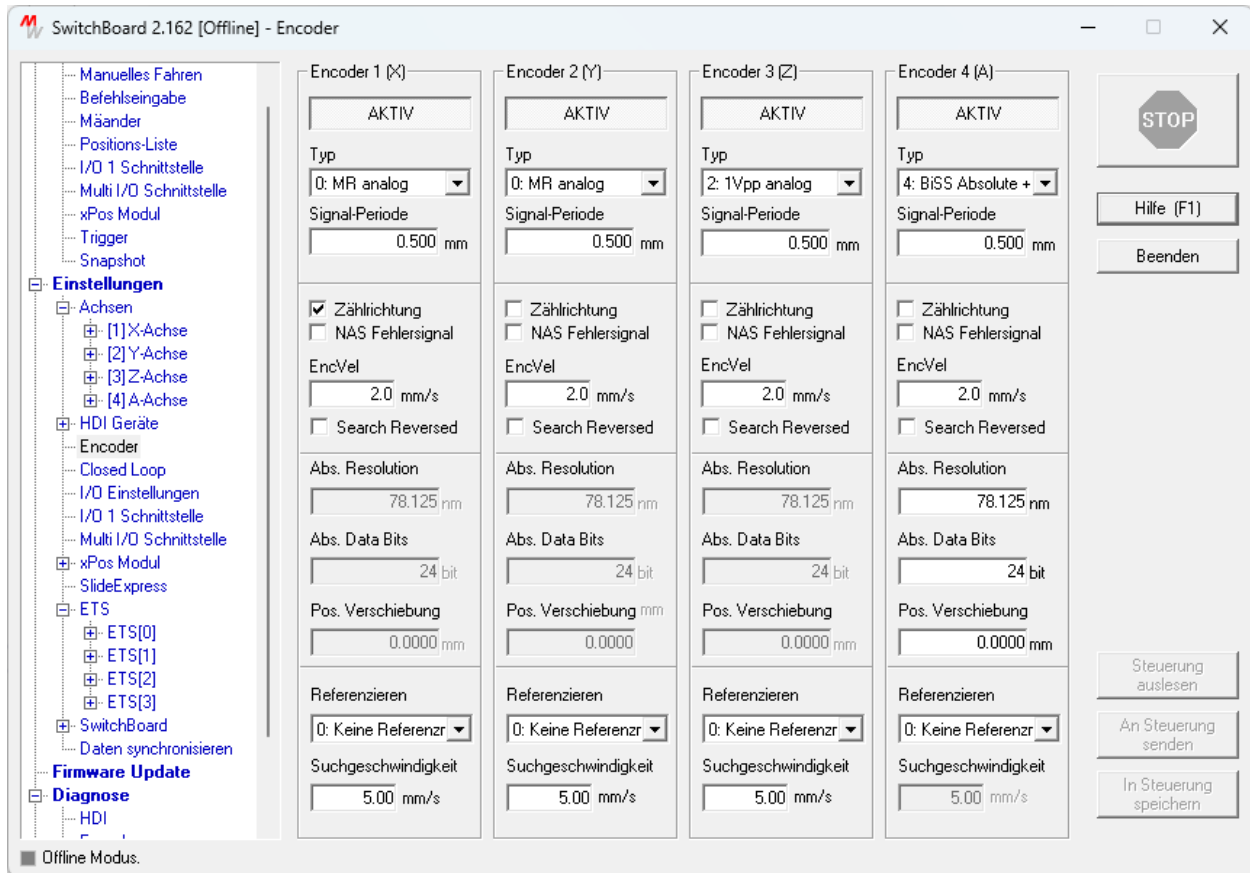 SwitchBoard 2.162 [Offline] - Encoder
Manuelles Fahren
Befehlseingabe
Mäander
Positions-Liste
I/O 1 Schnittstelle
Multi I/O Schnittstelle
xPos Modul
Trigger
Snapshot
Einstellungen
Achsen
[1] X-Achse
[2] Y-Achse
[3] Z-Achse
[4] A-Achse
HDI Geräte
Encoder
Closed Loop
I/O Einstellungen
I/O 1 Schnittstelle
Multi I/O Schnittstelle
xPos Modul
SlideExpress
ETS
ETS[0]
ETS[1]
ETS[2]
ETS[3]
SwitchBoard
Daten synchronisieren
Firmware Update
Diagnose
HDI
Encoder 1 (X)
AKTIV
Typ
0: MR analog
Signal-Periode
0.500 mm
Zählrichtung
NAS Fehlersignal
EncVel
2.0 mm/s
Search Reversed
Abs. Resolution
78.125 nm
Abs. Data Bits
24 bit
Pos. Verschiebung
0.0000 mm
Referenzieren
0: Keine Referenzr
Suchgeschwindigkeit
5.00 mm/s
Encoder 2 (Y)
AKTIV
Typ
0: MR analog
Signal-Periode
0.500 mm
Zählrichtung
NAS Fehlersignal
EncVel
2.0 mm/s
Search Reversed
Abs. Resolution
78.125 nm
Abs. Data Bits
24 bit
Pos. Verschiebung mm
0.0000
Referenzieren
0: Keine Referenzr
Suchgeschwindigkeit
5.00 mm/s
Encoder 3 (Z)
AKTIV
Typ
2: 1Vpp analog
Signal-Periode
0.500 mm
Zählrichtung
NAS Fehlersignal
EncVel
2.0 mm/s
Search Reversed
Abs. Resolution
78.125 nm
Abs. Data Bits
24 bit
Pos. Verschiebung
0.0000 mm
Referenzieren
0: Keine Referenzr
Suchgeschwindigkeit
5.00 mm/s
Encoder 4 (A)
AKTIV
Typ
4: BiSS Absolute +
Signal-Periode
0.500 mm
Zählrichtung
NAS Fehlersignal
EncVel
2.0 mm/s
Search Reversed
Abs. Resolution
78.125 nm
Abs. Data Bits
24 bit
Pos. Verschiebung
0.0000 mm
Referenzieren
0: Keine Referenzr
Suchgeschwindigkeit
5.00 mm/s
STOP
Hilfe (F1)
Beenden
Steuerung
auslesen
An Steuerung
senden
In Steuerung
speichern
Offline Modus.